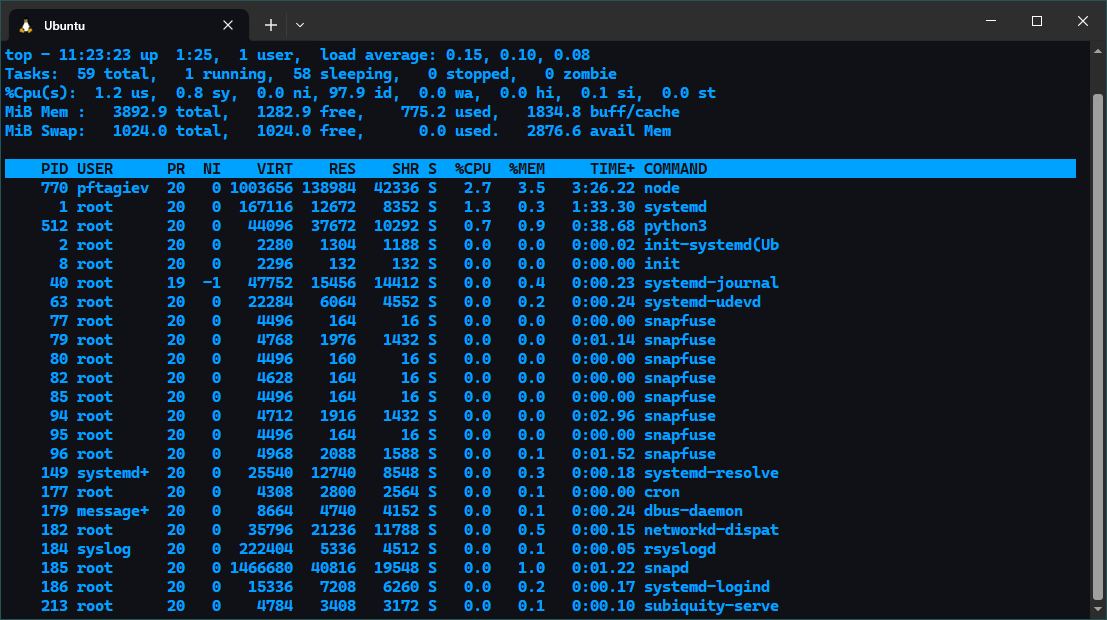 Ubuntu
top - 11:23:23 up  1:25,  1 user,  load average: 0.15, 0.10, 0.08
Tasks:  59 total,   1 running,  58 sleeping,   0 stopped,   0 zombie
%Cpu(s):  1.2 us,  0.8 sy,  0.0 ni, 97.9 id,  0.0 wa,  0.0 hi,  0.1 si,  0.0 st
MiB Mem :   3892.9 total,   1282.9 free,    775.2 used,   1834.8 buff/cache
MiB Swap:   1024.0 total,   1024.0 free,      0.0 used.   2876.6 avail Mem
    PID USER      PR  NI    VIRT    RES    SHR S  %CPU  %MEM     TIME+ COMMAND
    770 pftagiev  20   0 1003656 138984  42336 S   2.7   3.5   3:26.22 node
      1 root      20   0  167116  12672   8352 S   1.3   0.3   1:33.30 systemd
    512 root      20   0   44096  37672  10292 S   0.7   0.9   0:38.68 python3
      2 root      20   0    2280   1304   1188 S   0.0   0.0   0:00.02 init-systemd(Ub
      8 root      20   0    2296    132    132 S   0.0   0.0   0:00.00 init
     40 root      19  -1   47752  15456  14412 S   0.0   0.4   0:00.23 systemd-journal
     63 root      20   0   22284   6064   4552 S   0.0   0.2   0:00.24 systemd-udevd
     77 root      20   0    4496    164     16 S   0.0   0.0   0:00.00 snapfuse
     79 root      20   0    4768   1976   1432 S   0.0   0.0   0:01.14 snapfuse
     80 root      20   0    4496    160     16 S   0.0   0.0   0:00.00 snapfuse
     82 root      20   0    4628    164     16 S   0.0   0.0   0:00.00 snapfuse
     85 root      20   0    4496    164     16 S   0.0   0.0   0:00.00 snapfuse
     94 root      20   0    4712   1916   1432 S   0.0   0.0   0:02.96 snapfuse
     95 root      20   0    4496    164     16 S   0.0   0.0   0:00.00 snapfuse
     96 root      20   0    4968   2088   1588 S   0.0   0.1   0:01.52 snapfuse
    149 systemd+  20   0   25540  12740   8548 S   0.0   0.3   0:00.18 systemd-resolve
    177 root      20   0    4308   2800   2564 S   0.0   0.1   0:00.00 cron
    179 message+  20   0    8664   4740   4152 S   0.0   0.1   0:00.24 dbus-daemon
    182 root      20   0   35796  21236  11788 S   0.0   0.5   0:00.15 networkd-dispat
    184 syslog    20   0  222404   5336   4512 S   0.0   0.1   0:00.05 rsyslogd
    185 root      20   0 1466680  40816  19548 S   0.0   1.0   0:01.22 snapd
    186 root      20   0   15336   7208   6260 S   0.0   0.2   0:00.17 systemd-logind
    213 root      20   0    4784   3408   3172 S   0.0   0.1   0:00.10 subiquity-serve